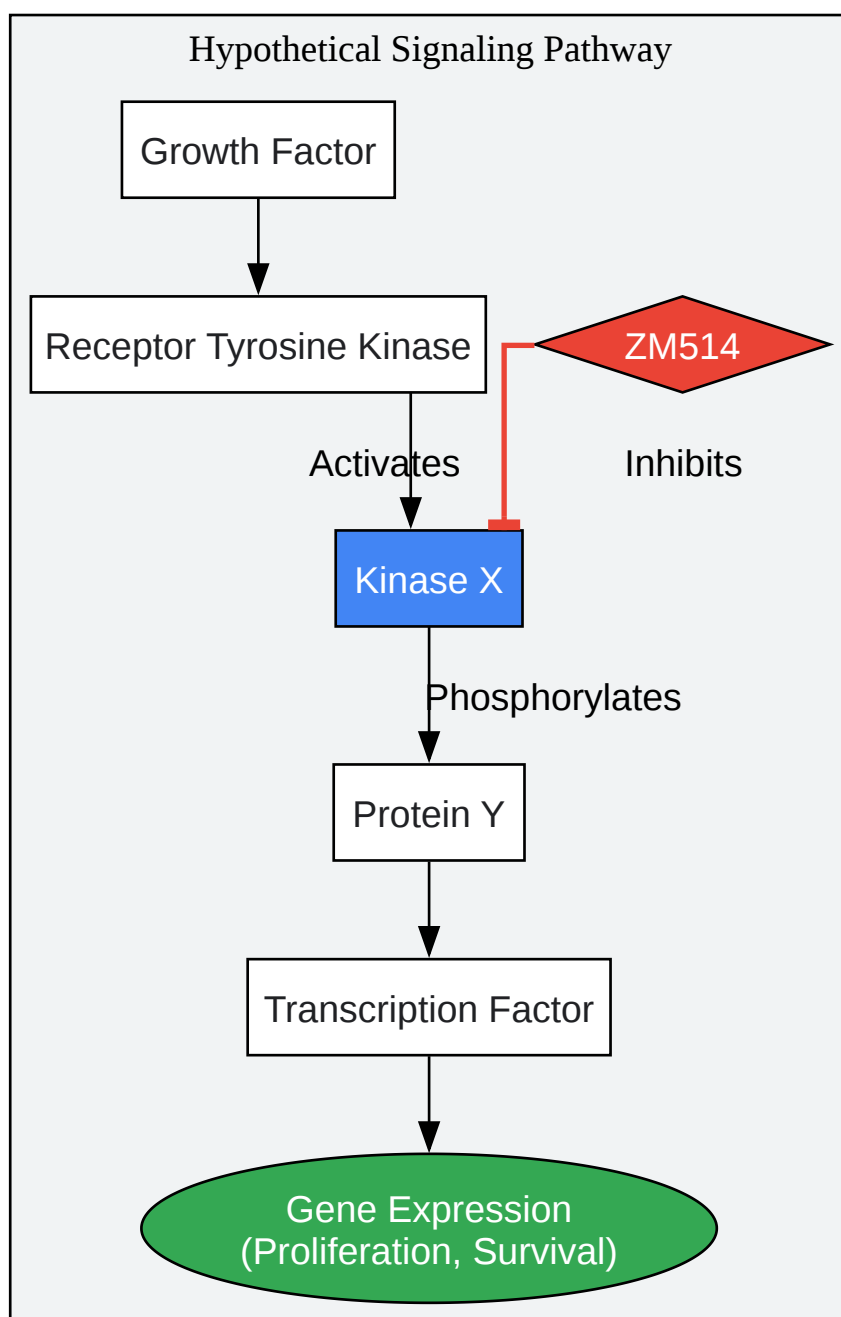 Hypothetical Signaling Pathway
Growth Factor
Receptor Tyrosine Kinase
ZM514
Activates
Inhibits
Kinase X
Phosphorylates
Protein Y
Transcription Factor
Gene Expression
(Proliferation, Survival)